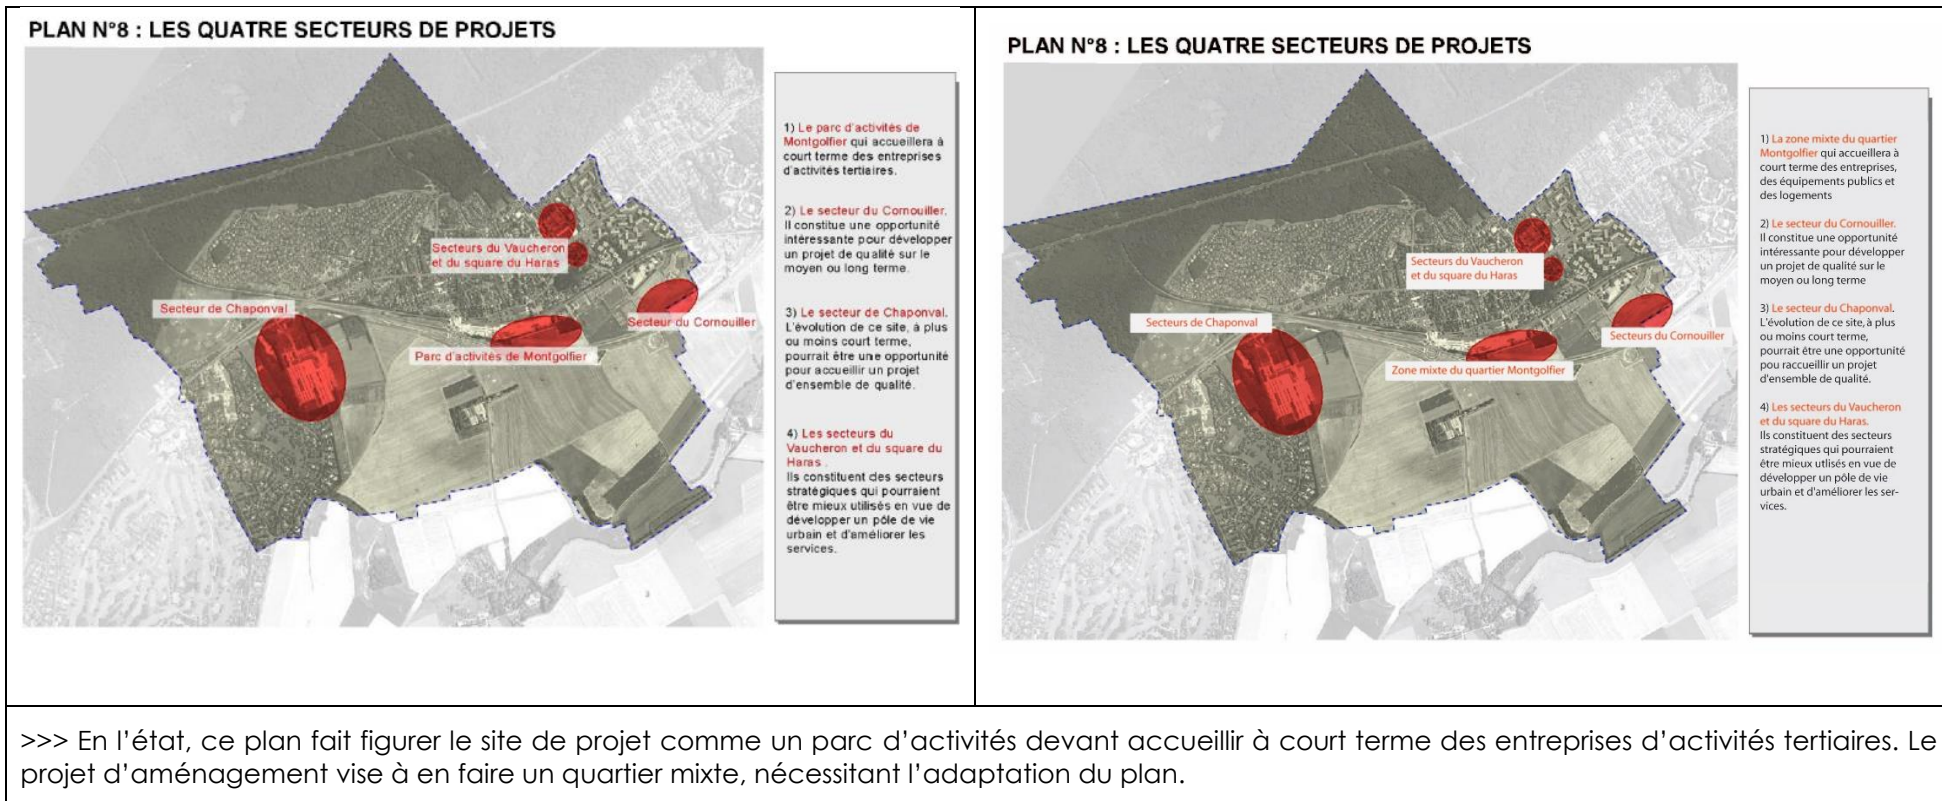 PLAN N°8 : LES QUATRE SECTEURS DE PROJETS
1) Le parc d'activités de
Montgolfier qui accueillera à
court terme des entreprises
d'activités tertiaires.
2) Le secteur du Cornouiller.
Il constitue une opportunité
intéressante pour développer
un projet de qualité sur le
moyen ou long terme.
3) Le secteur de Chaponval.
L'évolution de ce site, à plus
ou moins court terme,
pourrait être une opportunité
pour accueillir un projet
d'ensemble de qualité.
4) Les secteurs du
Vaucheron et du square du
Haras .
Ils constituent des secteurs
stratégiques qui pourraient
être mieux utilisés en vue de
développer un pôle de vie
urbain et d'améliorer les
services.
Secteurs du Vaucheron
et du square du Haras
Secteur de Chaponval
Secteur du Cornouiller
Parc d'activités de Montgolfier
PLAN N°8 : LES QUATRE SECTEURS DE PROJETS
1) La zone mixte du quartier
Montgolfier qui accueillera à
court terme des entreprises,
des équipements publics et
des logements
2) Le secteur du Cornouiller.
Il constitue une opportunité
intéressante pour développer
un projet de qualité sur le
moyen ou long terme
3) Le secteur du Chaponval.
L'évolution de ce site, à plus
ou moins court terme,
pourrait être une opportunité
pou raccueillir un projet
d'ensemble de qualité.
4) Les secteurs du Vaucheron
et du square du Haras.
Ils constituent des secteurs
stratégiques qui pourraient
être mieux utlisés en vue de
développer un pôle de vie
urbain et d'améliorer les ser-
vices.
Secteurs du Vaucheron
et du square du Haras
Secteurs de Chaponval
Secteurs du Cornouiller
Zone mixte du quartier Montgolfier
>>> En l'état, ce plan fait figurer le site de projet comme un parc d'activités devant accueillir à court terme des entreprises d'activités tertiaires. Le
projet d'aménagement vise à en faire un quartier mixte, nécessitant l'adaptation du plan.